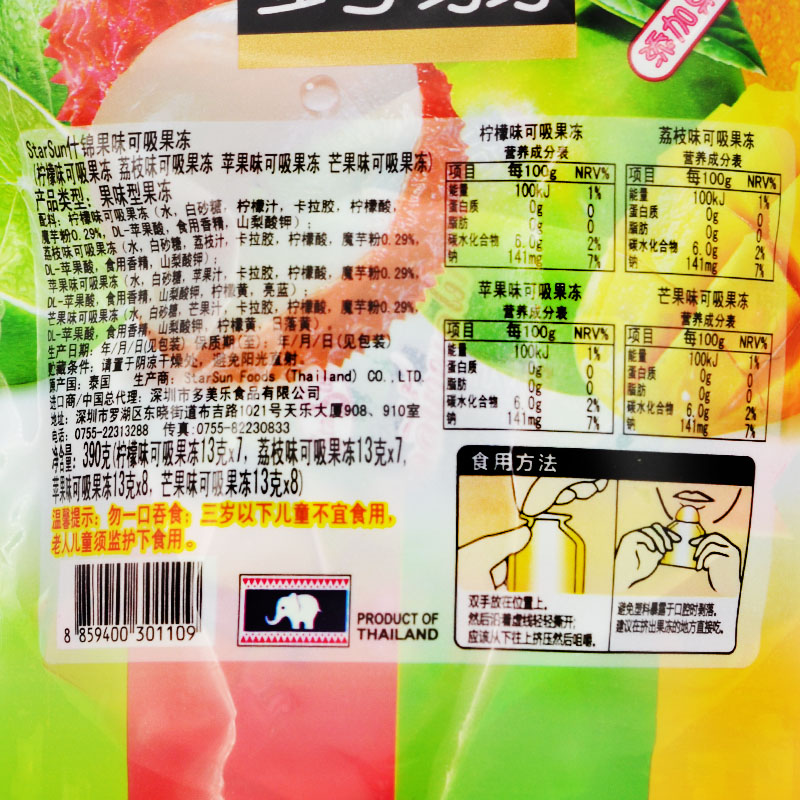 添加
StarSun什锦果味可吸果冻
(柠檬味可吸果冻 荔枝味可吸果冻 苹果味可吸果冻 芒果味可吸果冻)
产品类型：果味型果冻
配料：柠檬味可吸果冻（水，白砂糖，柠檬汁，卡拉胶，柠檬酸，
魔芋粉0.29%，DL-苹果酸，食用香精，山梨酸钾)；
荔枝味可吸果冻（水，白砂糖，荔枝汁，卡拉胶，柠檬酸，魔芋粉0.29%，
DL-苹果酸，食用香精，山梨酸钾)；
苹果味可吸果冻（水，白砂糖，苹果汁，卡拉胶，柠檬酸，魔芋粉0.29%，
DL-苹果酸，食用香精，山梨酸钾，柠檬黄，亮蓝)；
芒果味可吸果冻（水，白砂糖，芒果汁，卡拉胶，柠檬酸，魔芋粉0.29%，
DL-苹果酸，食用香精，山梨酸钾，柠檬黄，日落黄)
生产日期：年/月/日(见包装) 保质期(至)：年/月/日(见包装)
贮藏条件：请置于阴凉干燥处，避免阳光直射。
原产国：泰国 生产商：StarSun Foods (Thailand) CO.,LTD.
进口商/中国总代理：深圳市多美乐食品有限公司
地址：深圳市罗湖区东晓街道布吉路1021号天乐大厦908、910室
电话：0755-22313288 传真:0755-82230833
净含量：390克(柠檬味可吸果冻13克x7，荔枝味可吸果冻13克x7，
苹果味可吸果冻13克x8，芒果味可吸果冻13克x8)
温馨提示：勿一口吞食；三岁以下儿童不宜食用，
老人儿童须监护下食用。
8 859400 301109
PRODUCT OF
THAILAND
柠檬味可吸果冻
营养成分表
项目 每100g NRV%
能量 100kJ 1%
蛋白质 0g 0
脂肪 0g 0
碳水化合物 6.0g 2%
钠 141mg 7%
荔枝味可吸果冻
营养成分表
项目 每100g NRV%
能量 100kJ 1%
蛋白质 0g 0
脂肪 0g 0
碳水化合物 6.0g 2%
钠 141mg 7%
苹果味可吸果冻
营养成分表
项目 每100g NRV%
能量 100kJ 1%
蛋白质 0g 0
脂肪 0g 0
碳水化合物 6.0g 2%
钠 141mg 7%
芒果味可吸果冻
营养成分表
项目 每100g NRV%
能量 100kJ 1%
蛋白质 0g 0
脂肪 0g 0
碳水化合物 6.0g 2%
钠 141mg 7%
食用方法
双手放在位置上，
然后沿着虚线轻轻撕开；
应该从下往上挤压然后咀嚼。
避免塑料暴露于口腔时剥落。
建议在挤出果冻的地方直接吃。